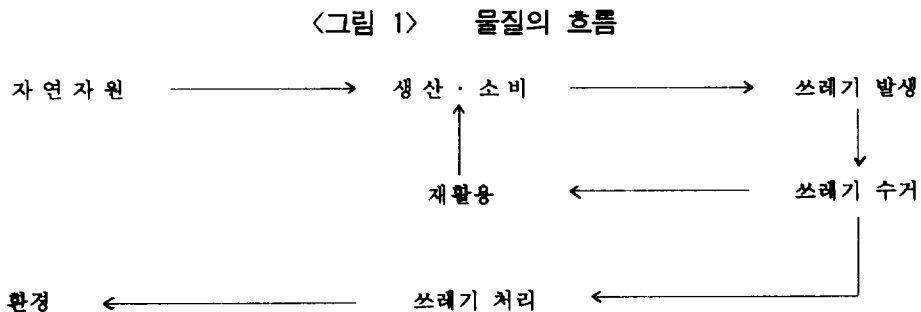 〈그림 1〉 물질의 흐름
자연자원 생산·소비 쓰레기 발생
재활용 쓰레기 수거
환경 쓰레기 처리